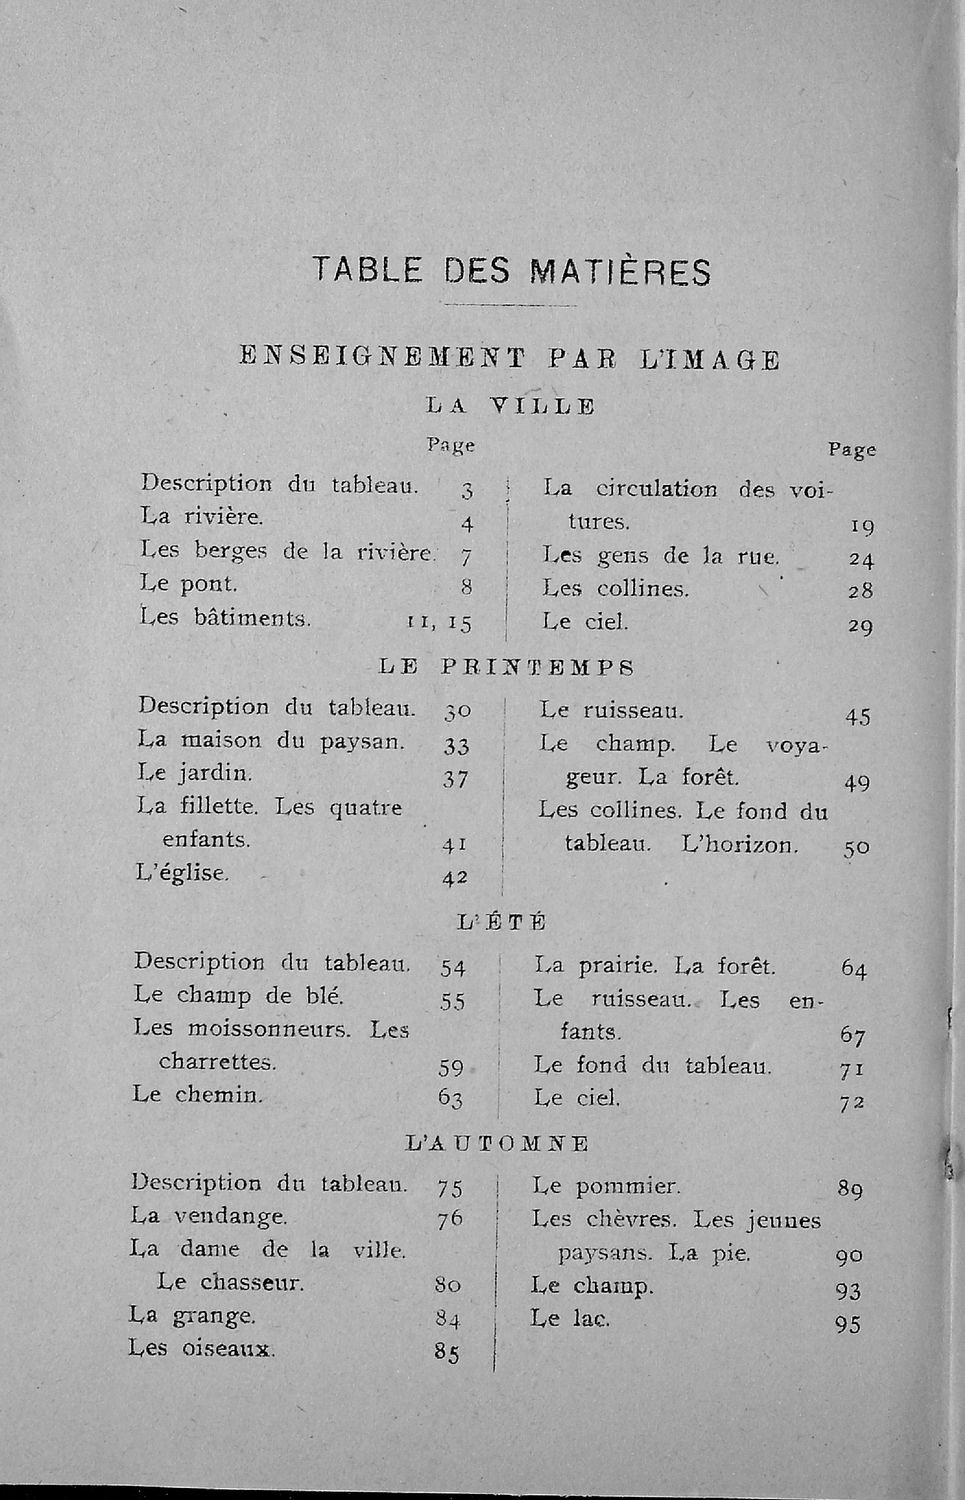 TABLE DES MATIÈRES
ENSEIGNEMENT PAR L'IMAGE
LA VILLE
Page
Description du tableau. 3
La rivière. 4
Les berges de la rivière. 7
Le pont. 8
Les bâtiments. 11, 15
Page
La circulation des voi-
tures. 19
Les gens de la rue. 24
Les collines. 28
Le ciel. 29
LE PRINTEMPS
Description du tableau. 30
La maison du paysan. 33
Le jardin. 37
La fillette. Les quatre
enfants. 41
L'église. 42
Le ruisseau. 45
Le champ. Le voya-
geur. La forêt. 49
Les collines. Le fond du
tableau. L'horizon. 50
L'ÉTÉ
Description du tableau. 54
Le champ de blé. 55
Les moissonneurs. Les
charrettes. 59
Le chemin. 63
La prairie. La forêt. 64
Le ruisseau. Les en-
fants. 67
Le fond du tableau. 71
Le ciel. 72
L'AUTOMNE
Description du tableau. 75
La vendange. 76
La dame de la ville.
Le chasseur. 80
La grange. 84
Les oiseaux. 85
Le pommier. 89
Les chèvres. Les jeunes
paysans. La pie. 90
Le champ. 93
Le lac. 95